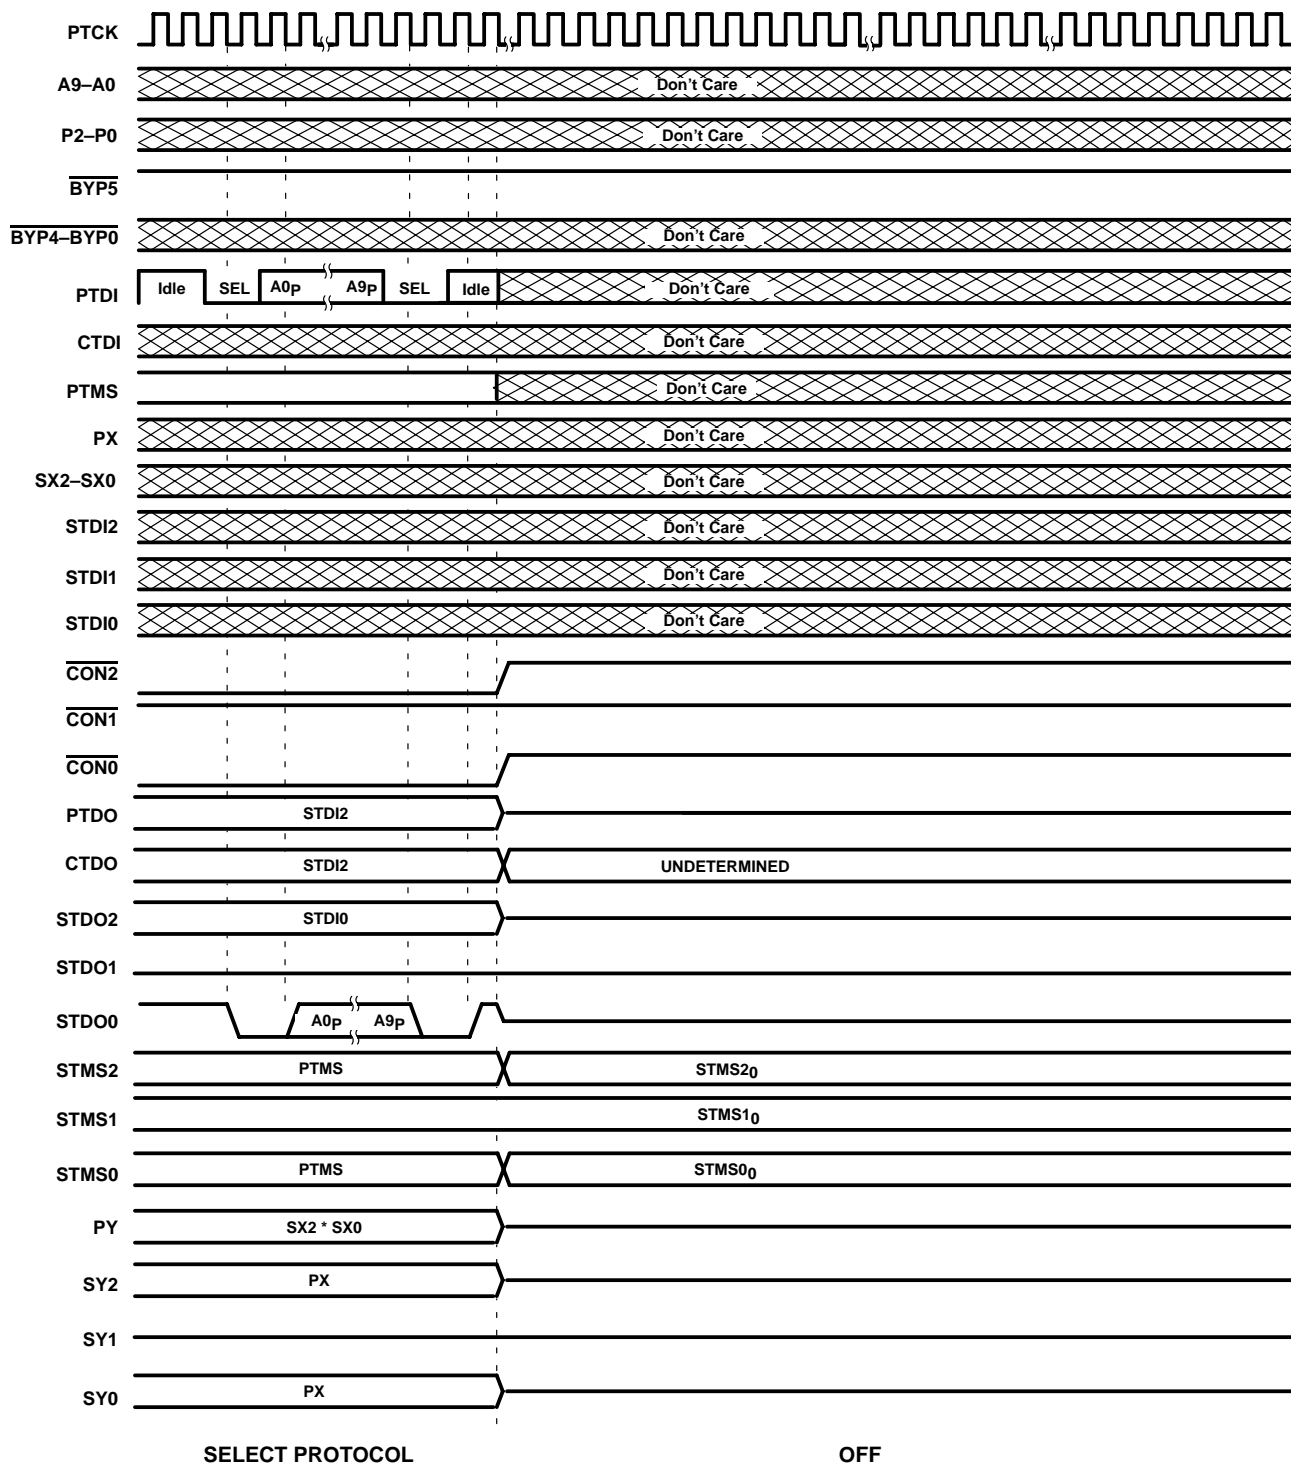 PTCK
A9–A0 Don't Care
P2–P0 Don't Care
BYP5
BYP4–BYP0 Don't Care
PTDI Idle SEL A0P A9P SEL Idle Don't Care
CTDI Don't Care
PTMS Don't Care
PX Don't Care
SX2–SX0 Don't Care
STDI2 Don't Care
STDI1 Don't Care
STDI0 Don't Care
CON2
CON1
CON0
PTDO STDI2
CTDO STDI2 UNDETERMINED
STDO2 STDI0
STDO1
STDO0 A0P A9P
STMS2 PTMS STMS20
STMS1 STMS10
STMS0 PTMS STMS00
PY SX2 * SX0
SY2 PX
SY1
SY0 PX
SELECT PROTOCOL OFF